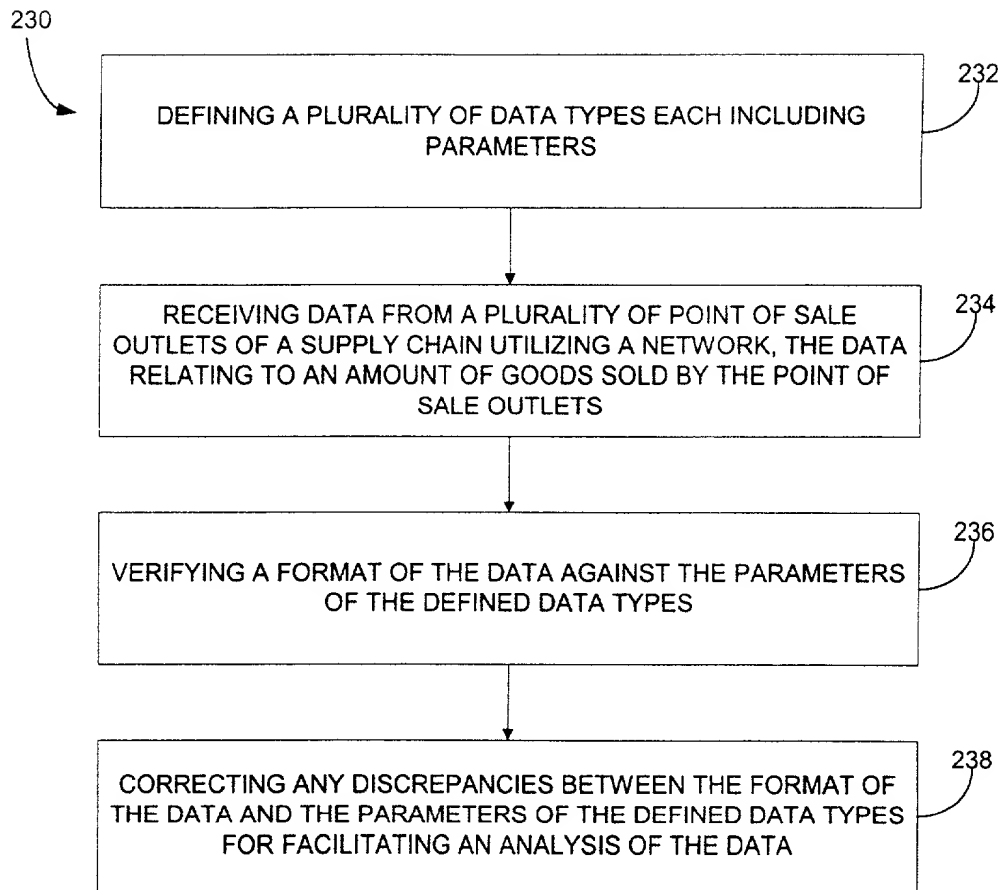 230
232
DEFINING A PLURALITY OF DATA TYPES EACH INCLUDING
PARAMETERS
234
RECEIVING DATA FROM A PLURALITY OF POINT OF SALE
OUTLETS OF A SUPPLY CHAIN UTILIZING A NETWORK, THE DATA
RELATING TO AN AMOUNT OF GOODS SOLD BY THE POINT OF
SALE OUTLETS
236
VERIFYING A FORMAT OF THE DATA AGAINST THE PARAMETERS
OF THE DEFINED DATA TYPES
238
CORRECTING ANY DISCREPANCIES BETWEEN THE FORMAT OF
THE DATA AND THE PARAMETERS OF THE DEFINED DATA TYPES
FOR FACILITATING AN ANALYSIS OF THE DATA